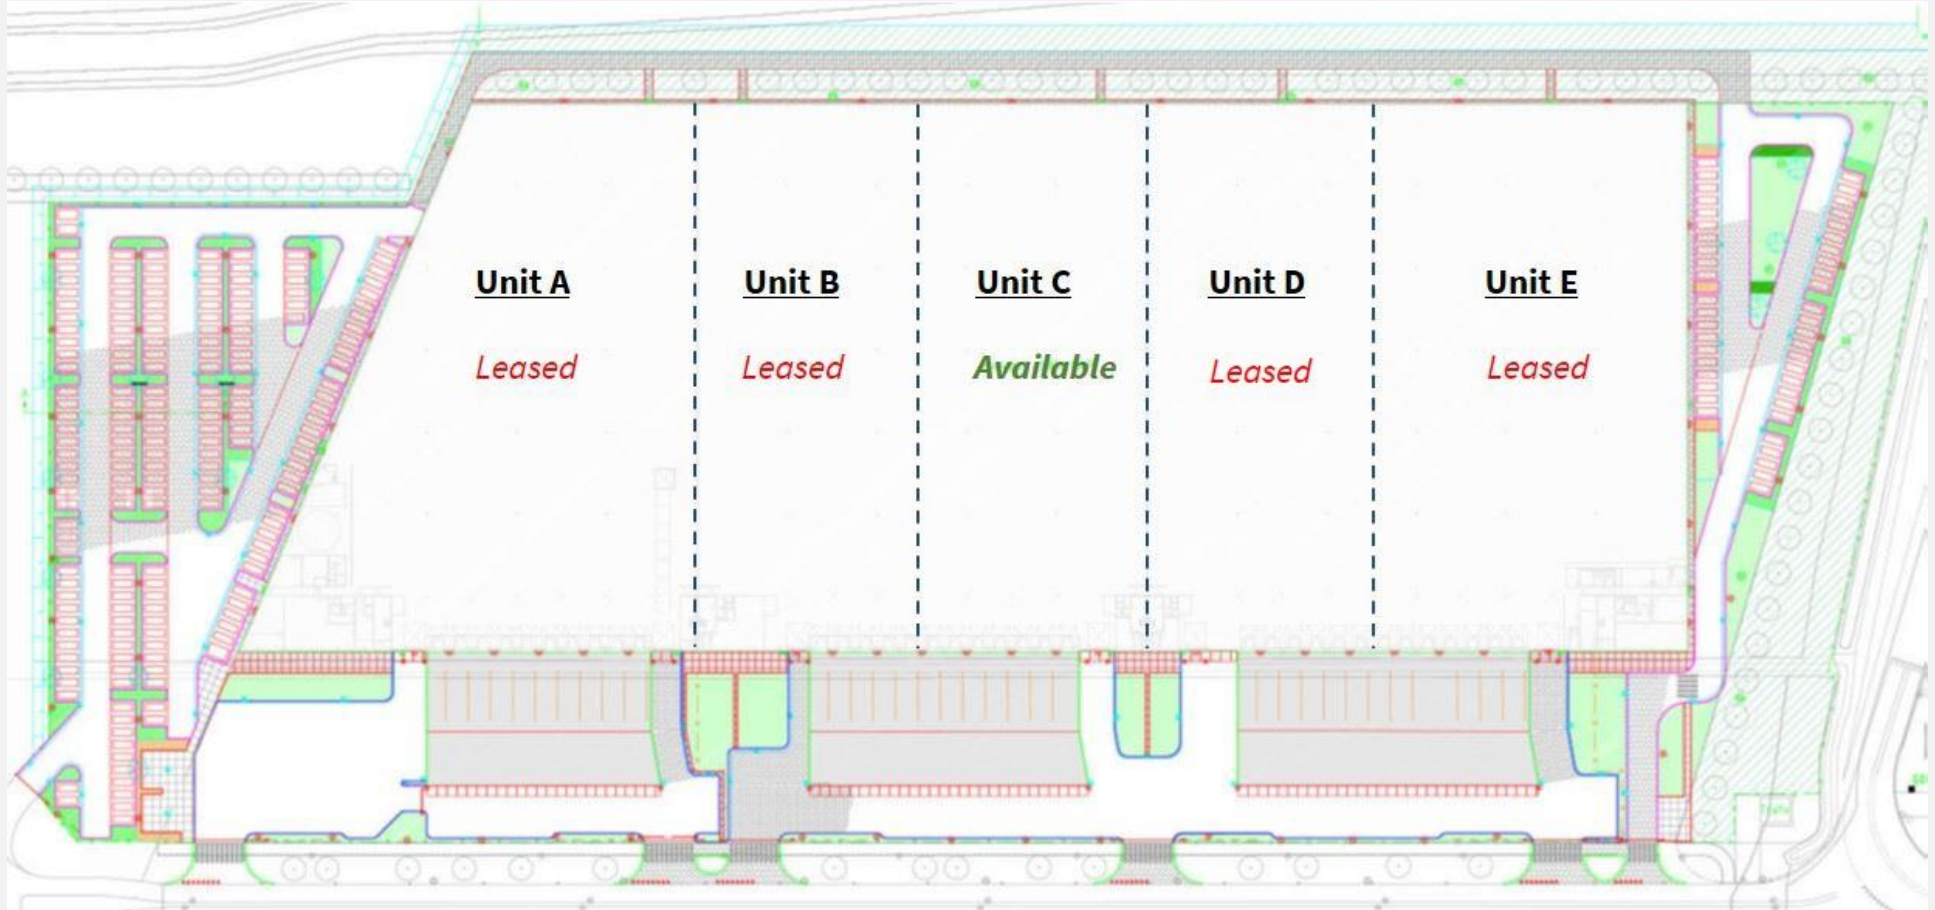 Unit A
Unit B
Unit C
Unit D
Unit E
Leased
Leased
Available
Leased
Leased